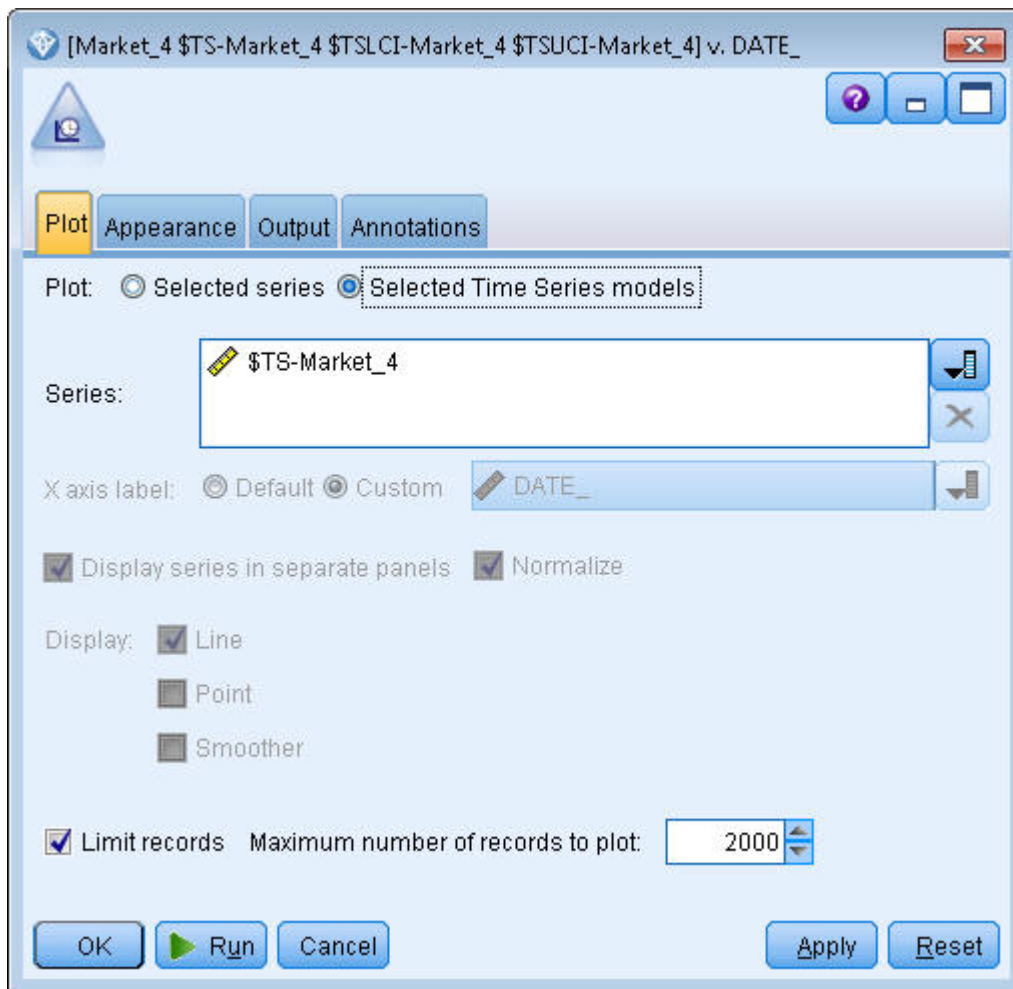 [Market_4 $TS-Market_4 $TSLCI-Market_4 $TSUCI-Market_4] v. DATE_
Plot Appearance Output Annotations
Plot: Selected series Selected Time Series models
Series: $TS-Market_4
X axis label: Default Custom DATE_
Display series in separate panels Normalize
Display: Line
Point
Smoother
Limit records Maximum number of records to plot: 2000
OK Run Cancel Apply Reset